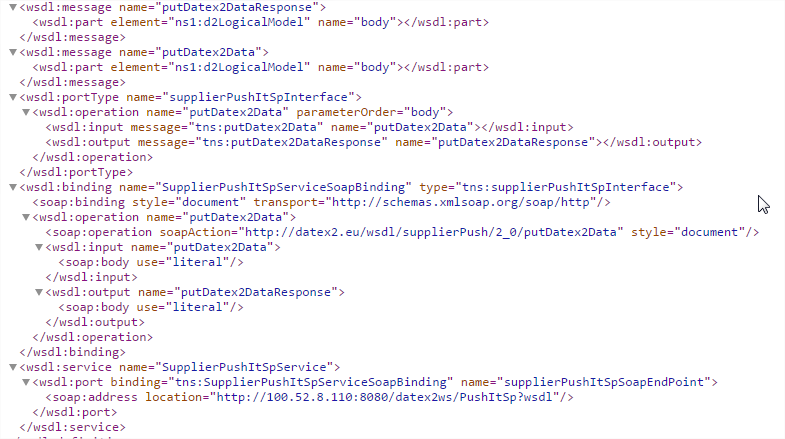 ▼<wsdl:message name="putDatex2DataResponse">
<wsdl:part element="ns1:d2LogicalModel" name="body"></wsdl:part>
</wsdl:message>
▼<wsdl:message name="putDatex2Data">
<wsdl:part element="ns1:d2LogicalModel" name="body"></wsdl:part>
</wsdl:message>
▼<wsdl:portType name="supplierPushItSpInterface">
▼<wsdl:operation name="putDatex2Data" parameterOrder="body">
<wsdl:input message="tns:putDatex2Data" name="putDatex2Data"></wsdl:input>
<wsdl:output message="tns:putDatex2DataResponse" name="putDatex2DataResponse"></wsdl:output>
</wsdl:operation>
</wsdl:portType>
▼<wsdl:binding name="SupplierPushItSpServiceSoapBinding" type="tns:supplierPushItSpInterface">
<soap:binding style="document" transport="http://schemas.xmlsoap.org/soap/http"/>
▼<wsdl:operation name="putDatex2Data">
<soap:operation soapAction="http://datex2.eu/wsdl/supplierPush/2_0/putDatex2Data" style="document"/>
▼<wsdl:input name="putDatex2Data">
<soap:body use="literal"/>
</wsdl:input>
▼<wsdl:output name="putDatex2DataResponse">
<soap:body use="literal"/>
</wsdl:output>
</wsdl:operation>
</wsdl:binding>
▼<wsdl:service name="SupplierPushItSpService">
▼<wsdl:port binding="tns:SupplierPushItSpServiceSoapBinding" name="supplierPushItSpSoapEndPoint">
<soap:address location="http://100.52.8.110:8080/datex2ws/PushItSp?wsdl"/>
</wsdl:port>
</wsdl:service>